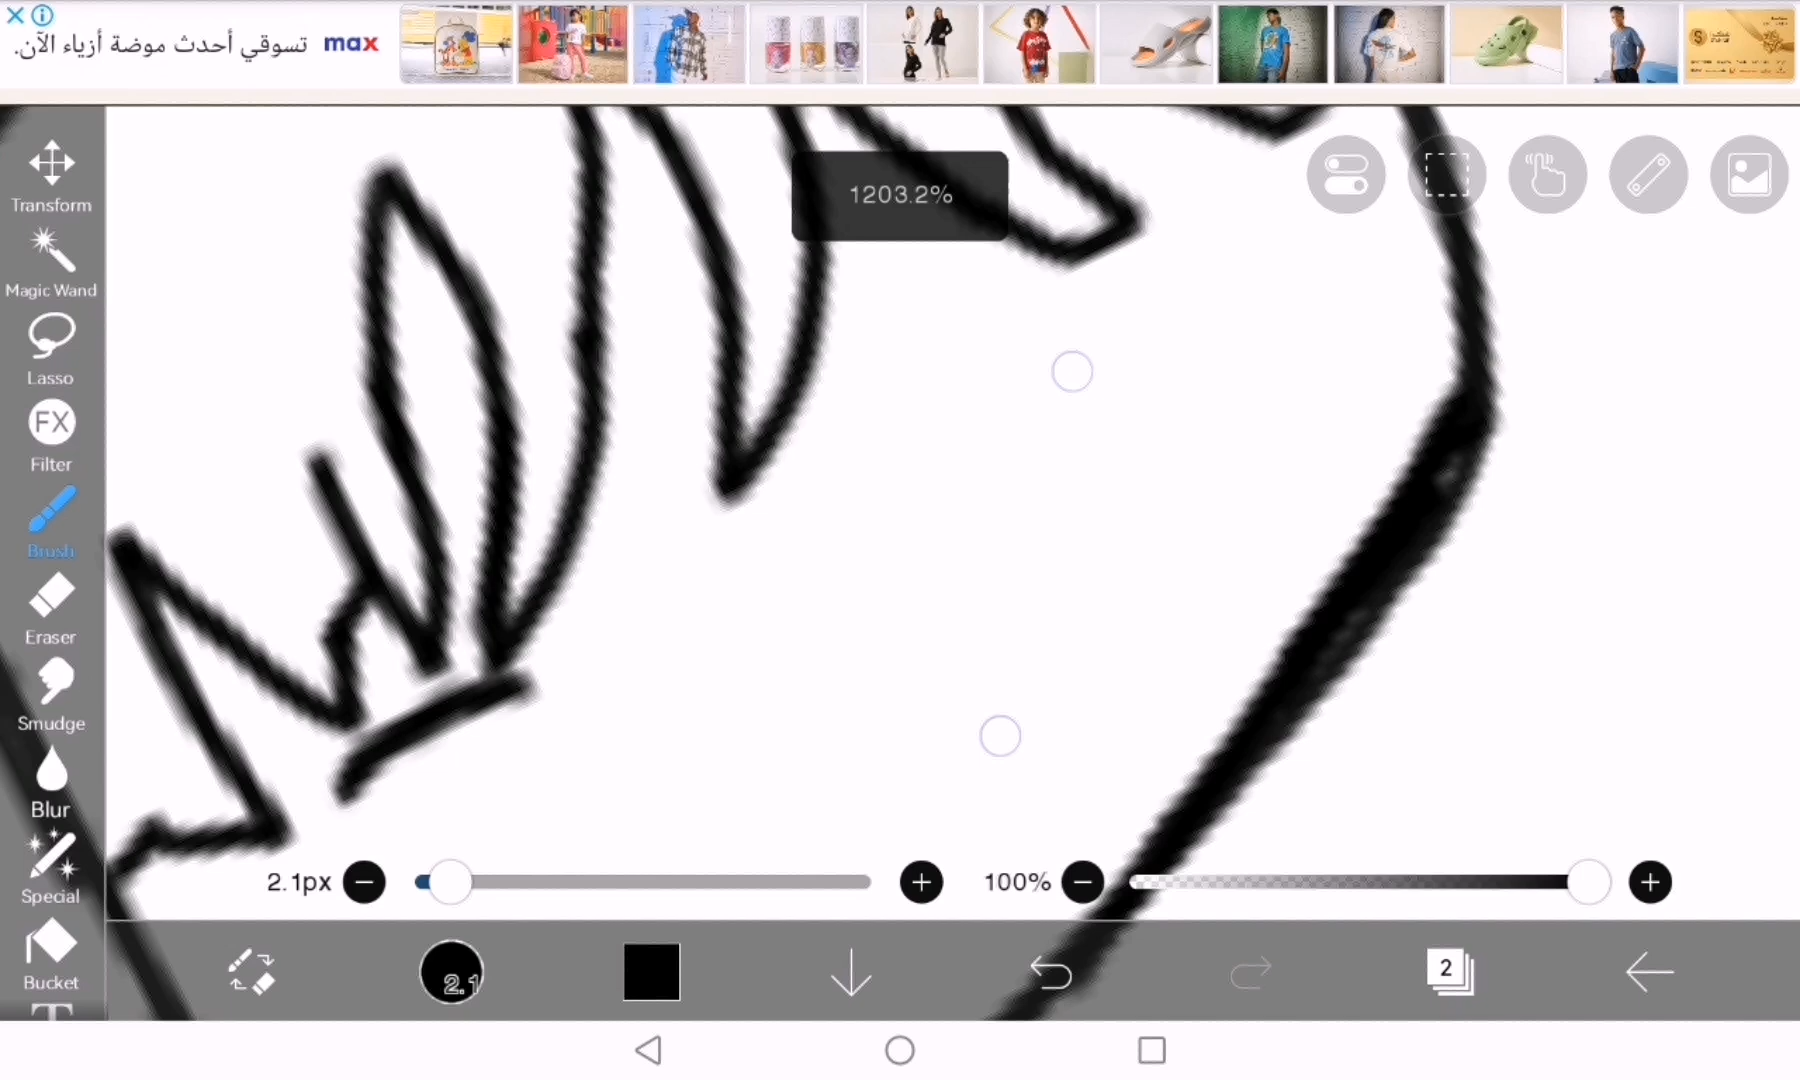 تسوقي أحدث موضة أزياء الآن.
max
1203.2%
Transform
Magic Wand
Lasso
FX
Filter
Brush
Eraser
Smudge
Blur
Special
Bucket
T
2.1px
100%
2.1
2